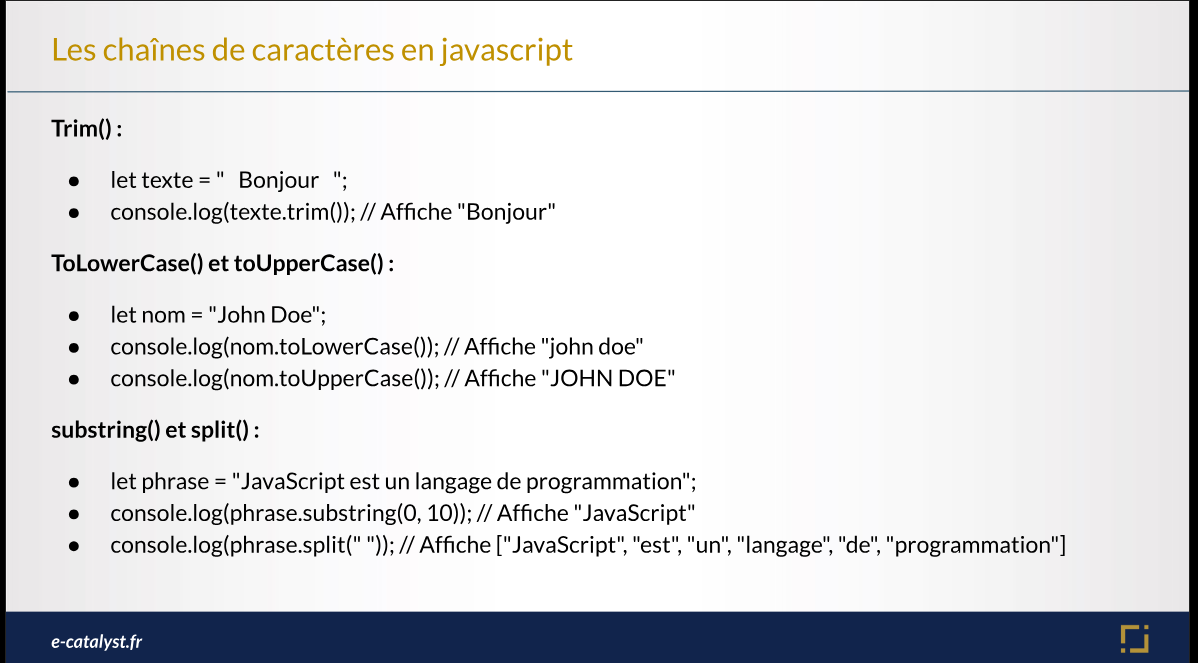 Les chaînes de caractères en javascript
Trim() :
● let texte = "   Bonjour   ";
● console.log(texte.trim()); // Affiche "Bonjour"
ToLowerCase() et toUpperCase() :
● let nom = "John Doe";
● console.log(nom.toLowerCase()); // Affiche "john doe"
● console.log(nom.toUpperCase()); // Affiche "JOHN DOE"
substring() et split() :
● let phrase = "JavaScript est un langage de programmation";
● console.log(phrase.substring(0, 10)); // Affiche "JavaScript"
● console.log(phrase.split(" ")); // Affiche ["JavaScript", "est", "un", "langage", "de", "programmation"]
e-catalyst.fr